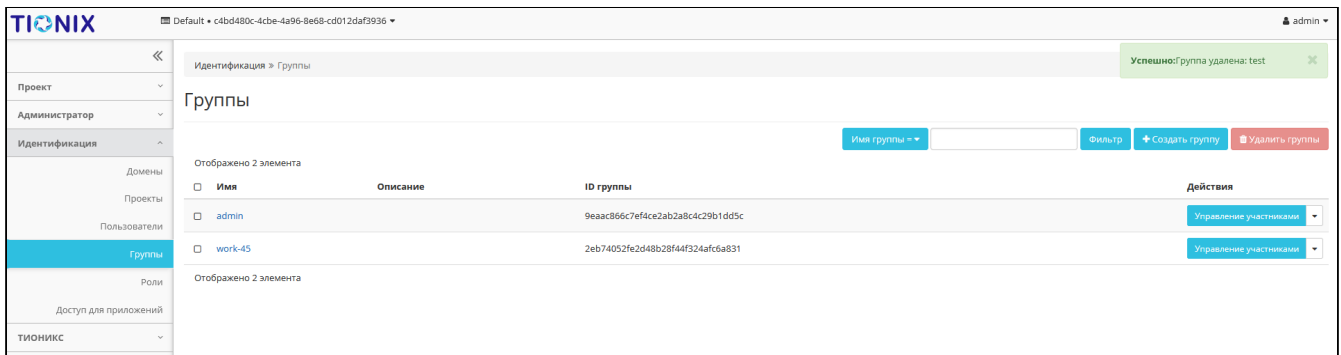 TIONIX
Default • c4bd480c-4cbe-4a96-8e68-cd012daf3936
admin
Идентификация » Группы
Успешно:Группа удалена: test
Проект
Администратор
Идентификация
Домены
Проекты
Пользователи
Группы
Роли
Доступ для приложений
ТИОНИКС
Группы
Имя группы =
Фильтр
Создать группу
Удалить группы
Отображено 2 элемента
Имя Описание ID группы Действия
admin 9eaac866c7ef4ce2ab2a8c4c29b1dd5c Управление участниками
work-45 2eb74052fe2d48b28f44f324afc6a831 Управление участниками
Отображено 2 элемента